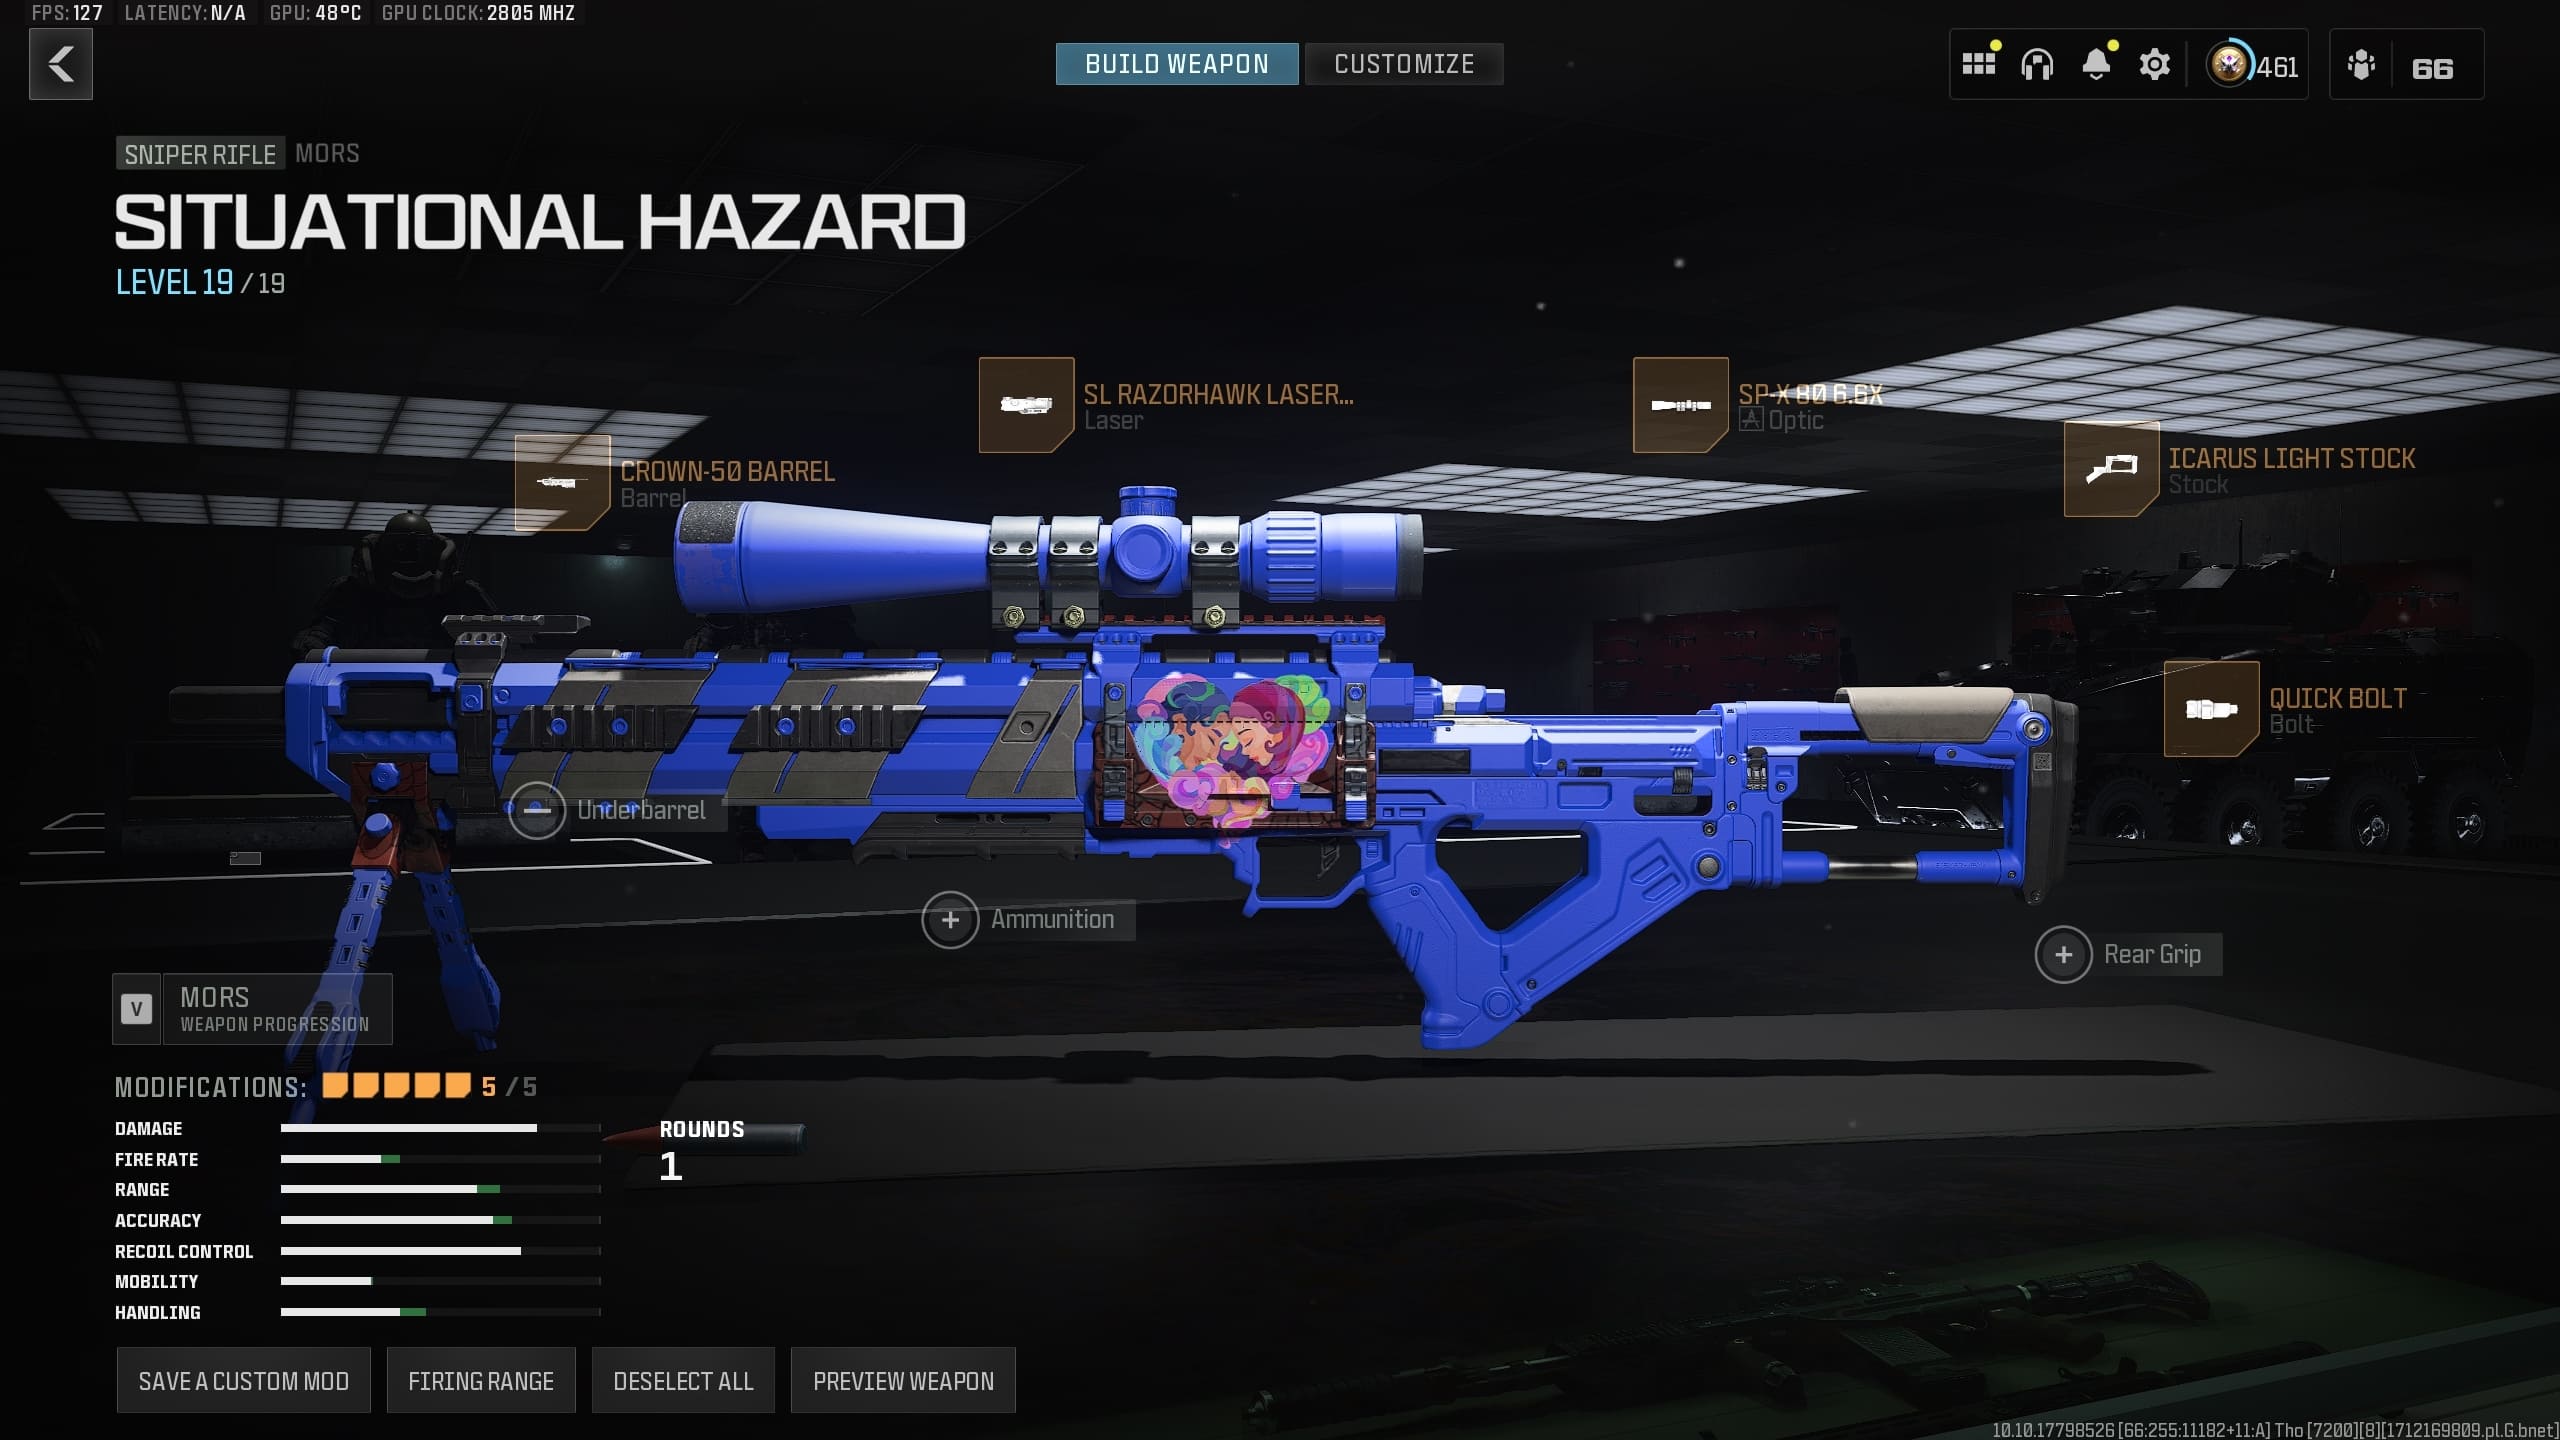 FPS: 127 LATENCY: N/A GPU: 48°C GPU CLOCK: 2805 MHZ
BUILD WEAPON CUSTOMIZE
461 66
SNIPER RIFLE MORS
SITUATIONAL HAZARD
LEVEL 19 / 19
SL RAZORHAWK LASER...
Laser
SP-X 80 6.6X
Optic
CROWN-50 BARREL
Barrel
ICARUS LIGHT STOCK
Stock
QUICK BOLT
Bolt
Underbarrel
Ammunition
Rear Grip
V MORS
WEAPON PROGRESSION
MODIFICATIONS: 5 / 5
DAMAGE
FIRE RATE
RANGE
ACCURACY
RECOIL CONTROL
MOBILITY
HANDLING
ROUNDS
1
SAVE A CUSTOM MOD FIRING RANGE DESELECT ALL PREVIEW WEAPON
10.10.17798526 [66:255:11182+11:A] Tho [7200][8][1712169809.pl.G.bnet]